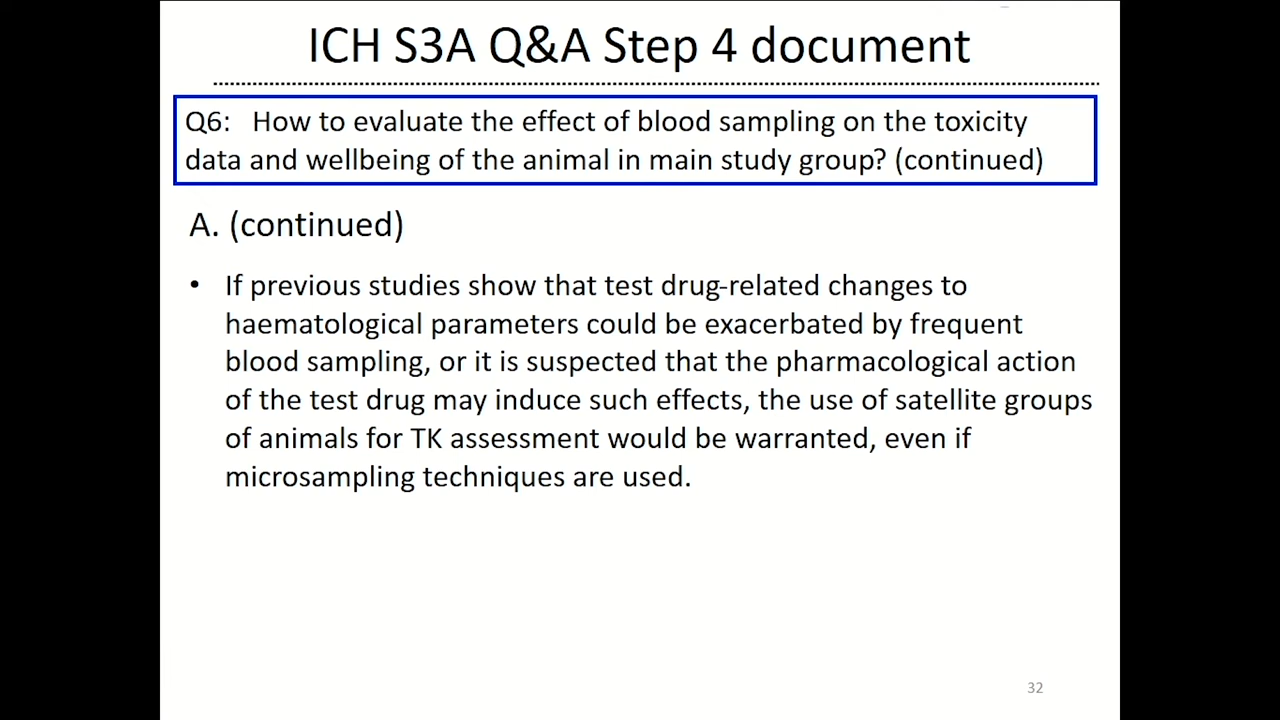 ICH S3A Q&A Step 4 document
Q6: How to evaluate the effect of blood sampling on the toxicity
data and wellbeing of the animal in main study group? (continued)
A. (continued)
• If previous studies show that test drug-related changes to
haematological parameters could be exacerbated by frequent
blood sampling, or it is suspected that the pharmacological action
of the test drug may induce such effects, the use of satellite groups
of animals for TK assessment would be warranted, even if
microsampling techniques are used.
32